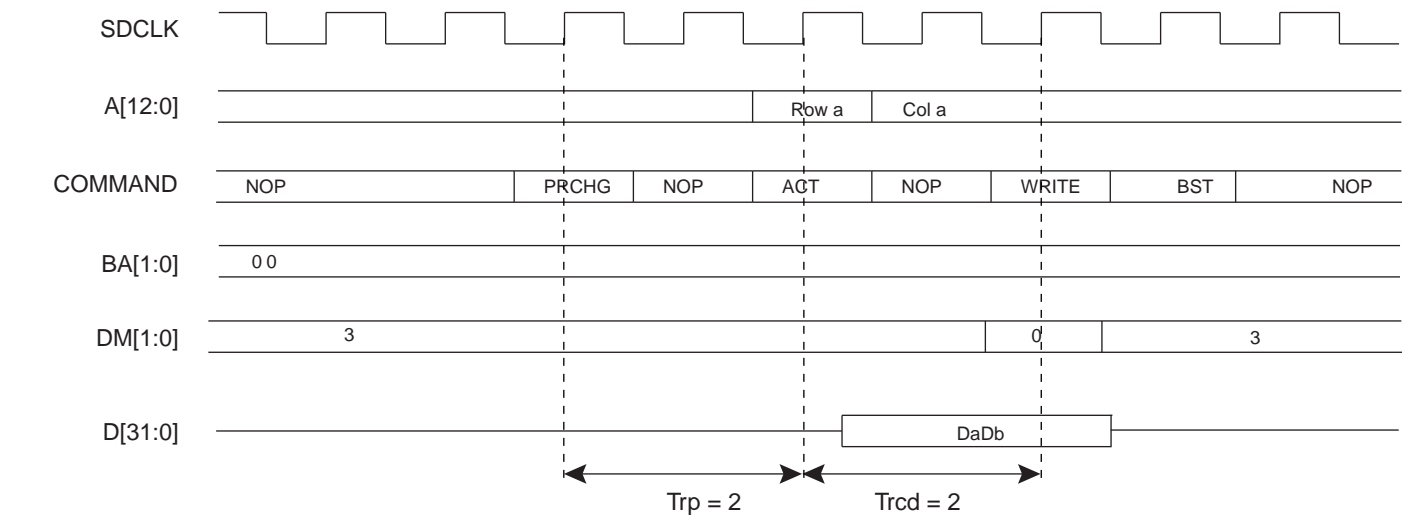 SDCLK
A[12:0] Row a Col a
COMMAND NOP PRCHG NOP ACT NOP WRITE BST NOP
BA[1:0] 0 0
DM[1:0] 3 0 3
D[31:0] DaDb
Trp = 2 Trcd = 2